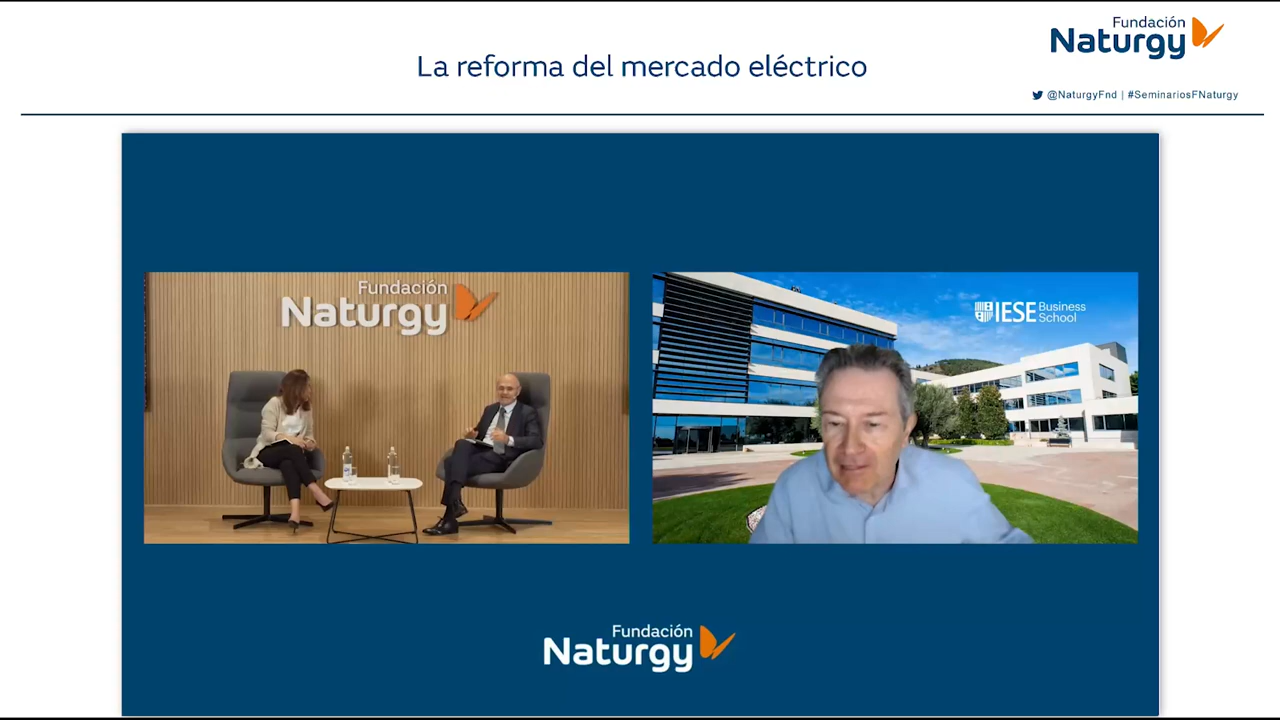 Fundación
Naturgy
La reforma del mercado eléctrico
@NaturgyFnd | #SeminariosFNaturgy
Fundación
Naturgy
IESE Business
School
Fundación
Naturgy